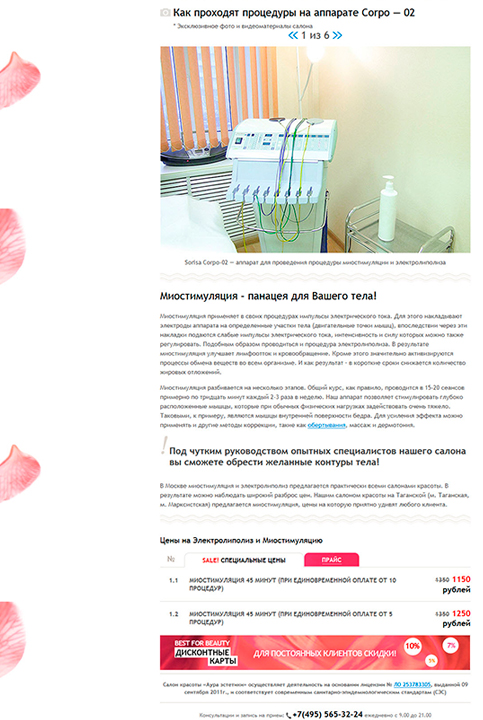 Как проходят процедуры на аппарате Corpo — 02
* Эксклюзивное фото и видеоматериалы салона
1 из 6
Sorisa Corpo-02 — аппарат для проведения процедуры миостимуляции и электролиполиза
Миостимуляция - панацея для Вашего тела!
Миостимуляция применяет в своих процедурах импульсы электрического тока. Для этого накладывают
электроды аппарата на определенные участки тела (двигательные точки мышц), впоследствии через эти
накладки подаются слабые импульсы электрического тока, интенсивность и силу которых можно также
регулировать. Подобным образом проводится и процедура электролиполиза. В результате
миостимуляция улучшает лимфоотток и кровообращение. Кроме этого значительно активизируются
процессы обмена веществ во всем организме. И как результат - в короткие сроки снижается количество
жировых отложений.
Миостимуляция разбивается на несколько этапов. Общий курс, как правило, проводится в 15-20 сеансов
примерно по тридцать минут каждый 2-3 раза в неделю. Наш аппарат позволяет стимулировать глубоко
расположенные мышцы, которые при обычных физических нагрузках задействовать очень тяжело.
Таковыми, к примеру, являются мышцы внутренней поверхности бедра. Для усиления эффекта можно
применять и другие методы коррекции, такие как обертывания, массаж и дермотония.
! Под чутким руководством опытных специалистов нашего салона
вы сможете обрести желанные контуры тела!
В Москве миостимуляция и электролиполиз предлагается практически всеми салонами красоты. В
результате можно наблюдать широкий разброс цен. Нашим салоном красоты на Таганской (м. Таганская,
м. Марксистская) предлагается миостимуляция, цены на которую приятно удивят любого клиента.
Цены на Электролиполиз и Миостимуляцию
№ SALE! СПЕЦИАЛЬНЫЕ ЦЕНЫ ПРАЙС
1.1 МИОСТИМУЛЯЦИЯ 45 МИНУТ (ПРИ ЕДИНОВРЕМЕННОЙ ОПЛАТЕ ОТ 10 1350 1150
ПРОЦЕДУР) рублей
1.2 МИОСТИМУЛЯЦИЯ 45 МИНУТ (ПРИ ЕДИНОВРЕМЕННОЙ ОПЛАТЕ ОТ 5 1350 1250
ПРОЦЕДУР) рублей
BEST FOR BEAUTY
ДИСКОНТНЫЕ
КАРТЫ
ДЛЯ ПОСТОЯННЫХ КЛИЕНТОВ СКИДКИ!
10% 7%
5%
Салон красоты «Аура эстетики» осуществляет деятельность на основании лицензии № ЛО 253783505, выданной 09
сентября 2011г., и соответствует современным санитарно-эпидемиологическим стандартам (СЭС)
Консультации и запись на прием: +7(495) 565-32-24 ежедневно с 9.00 до 21.00